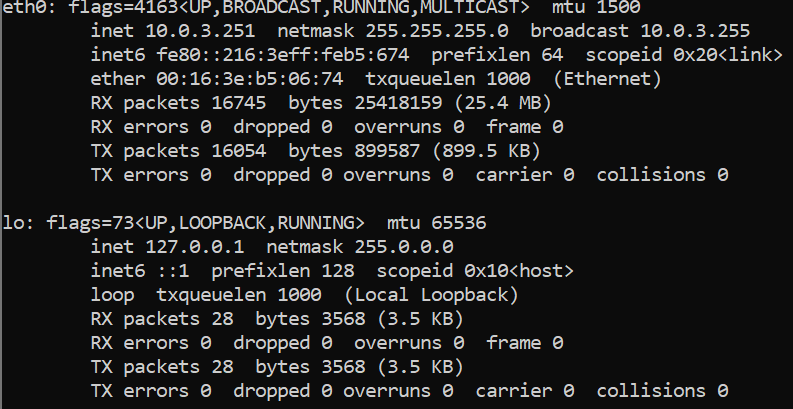 eth0: flags=4163<UP,BROADCAST,RUNNING,MULTICAST>  mtu 1500
        inet 10.0.3.251  netmask 255.255.255.0  broadcast 10.0.3.255
        inet6 fe80::216:3eff:feb5:674  prefixlen 64  scopeid 0x20<link>
        ether 00:16:3e:b5:06:74  txqueuelen 1000  (Ethernet)
        RX packets 16745  bytes 25418159 (25.4 MB)
        RX errors 0  dropped 0  overruns 0  frame 0
        TX packets 16054  bytes 899587 (899.5 KB)
        TX errors 0  dropped 0 overruns 0  carrier 0  collisions 0

lo: flags=73<UP,LOOPBACK,RUNNING>  mtu 65536
        inet 127.0.0.1  netmask 255.0.0.0
        inet6 ::1  prefixlen 128  scopeid 0x10<host>
        loop  txqueuelen 1000  (Local Loopback)
        RX packets 28  bytes 3568 (3.5 KB)
        RX errors 0  dropped 0  overruns 0  frame 0
        TX packets 28  bytes 3568 (3.5 KB)
        TX errors 0  dropped 0 overruns 0  carrier 0  collisions 0